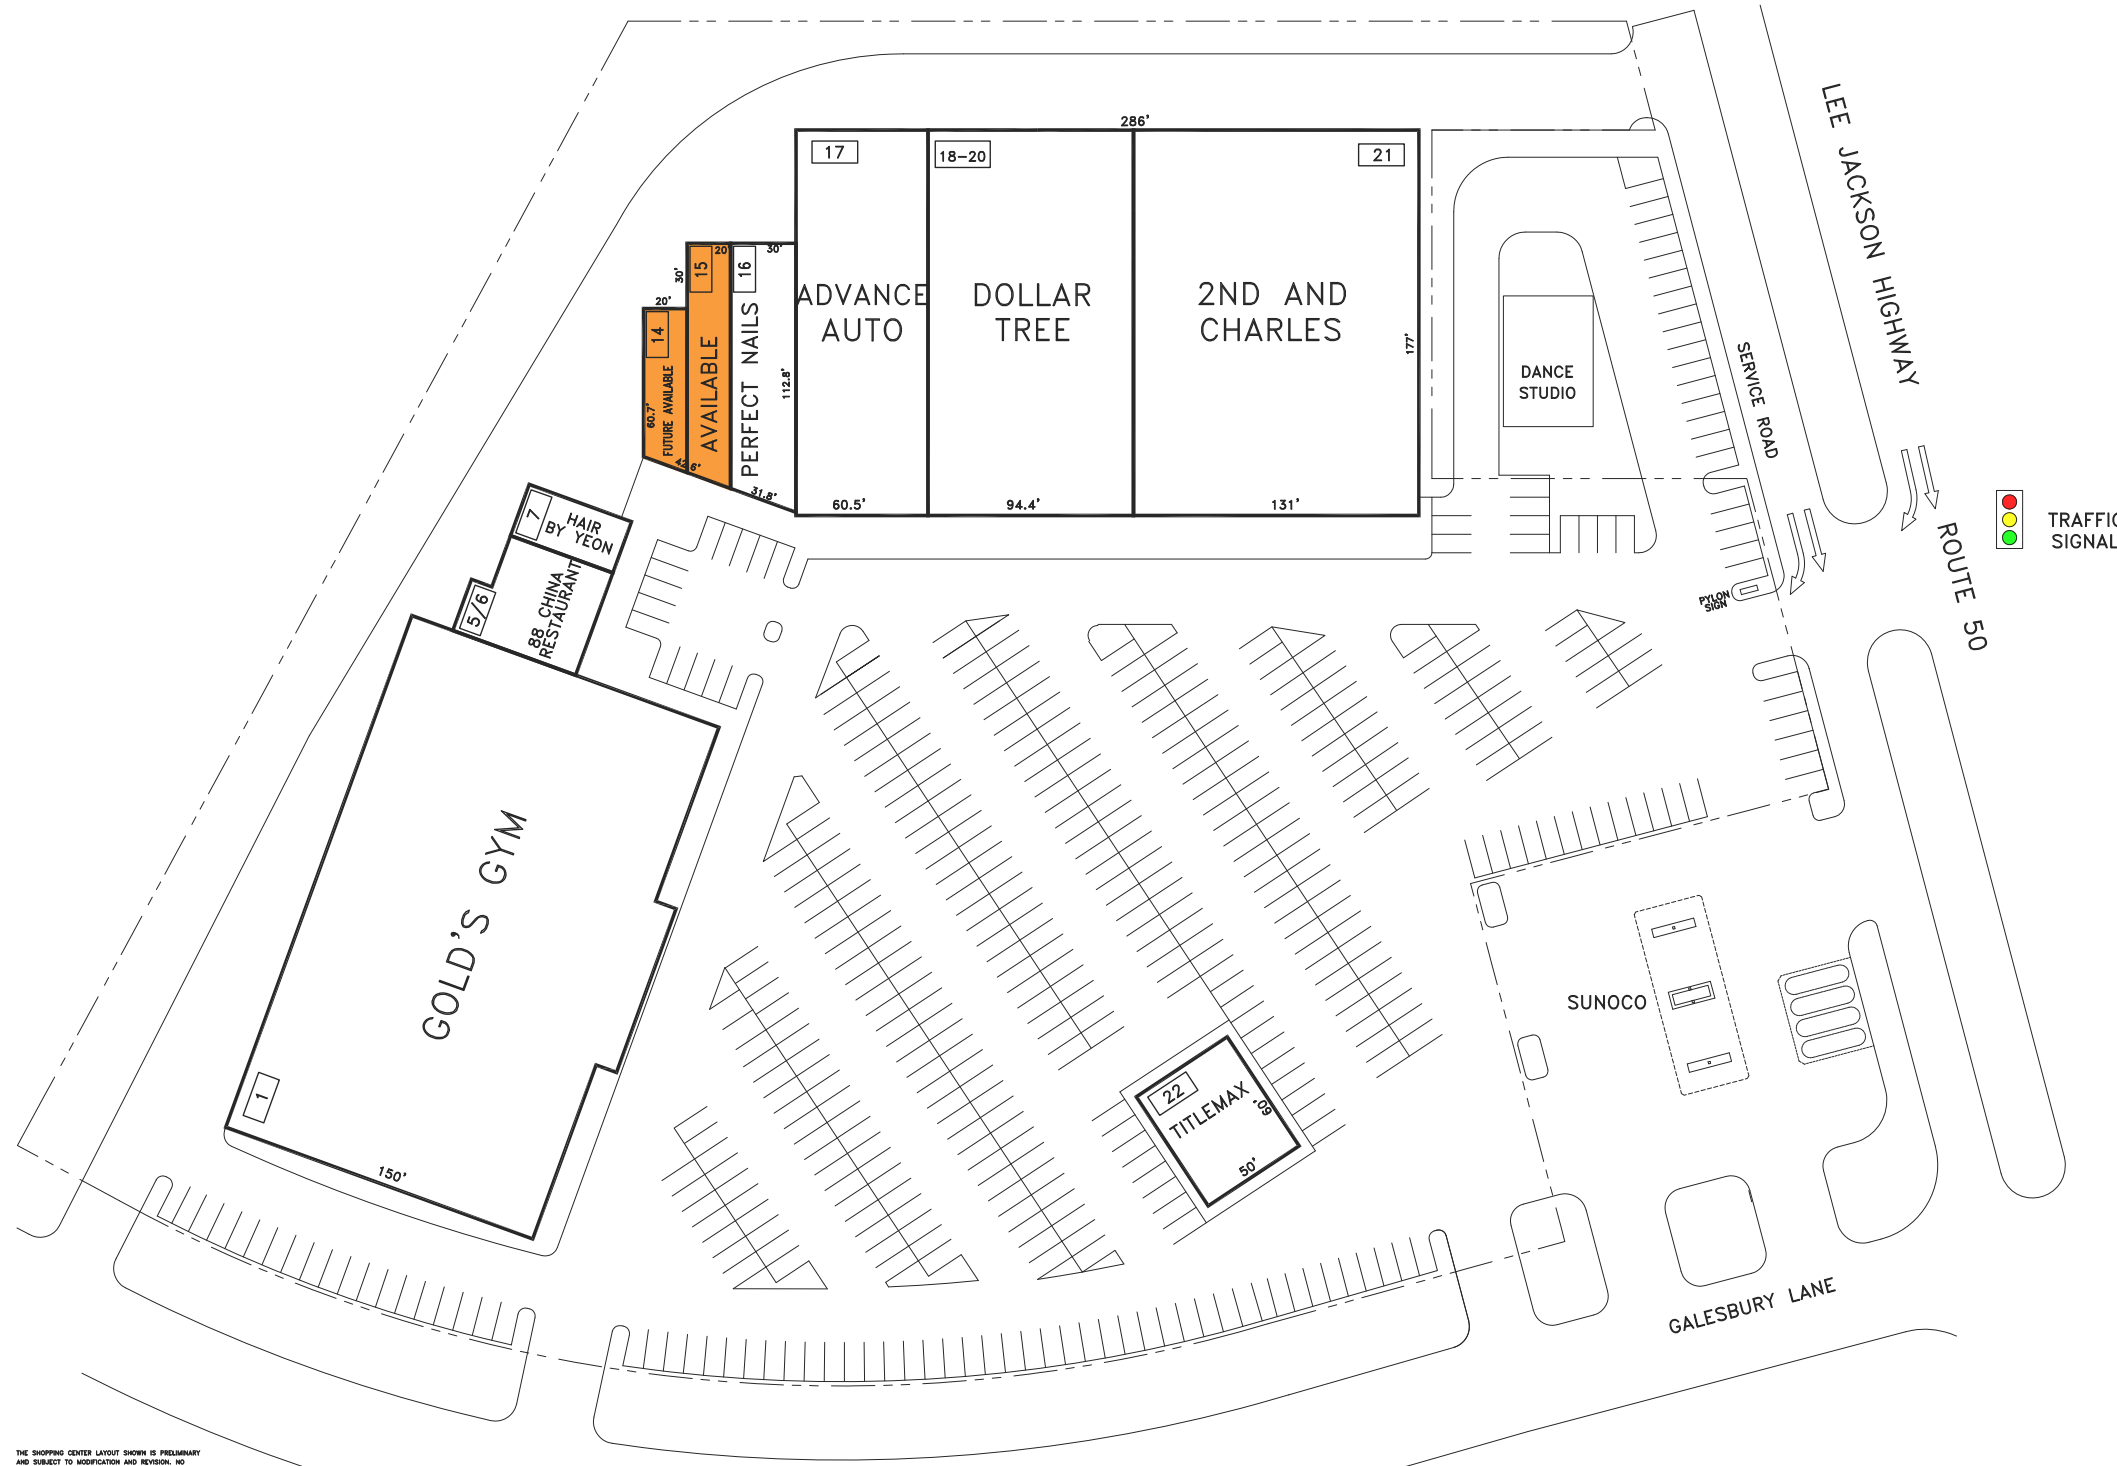 286'
17
18-20
21
ADVANCE
AUTO
DOLLAR
TREE
2ND AND
CHARLES
177'
60.5'
94.4'
131'
20'
30'
15
20'
16
30'
14
FUTURE AVAILABLE
60.7'
42.6'
AVAILABLE
PERFECT NAILS
112.8'
31.8'
7
HAIR
BY YEON
5/6
88 CHINA
RESTAURANT
GOLD'S GYM
1
150'
DANCE
STUDIO
LEE JACKSON HIGHWAY
SERVICE ROAD
ROUTE 50
TRAFFIC
SIGNAL
PYLON
SIGN
SUNOCO
22
TITLEMAX
60'
50'
GALESBURY LANE
THE SHOPPING CENTER LAYOUT SHOWN IS PRELIMINARY
AND SUBJECT TO MODIFICATION AND REVISION. NO